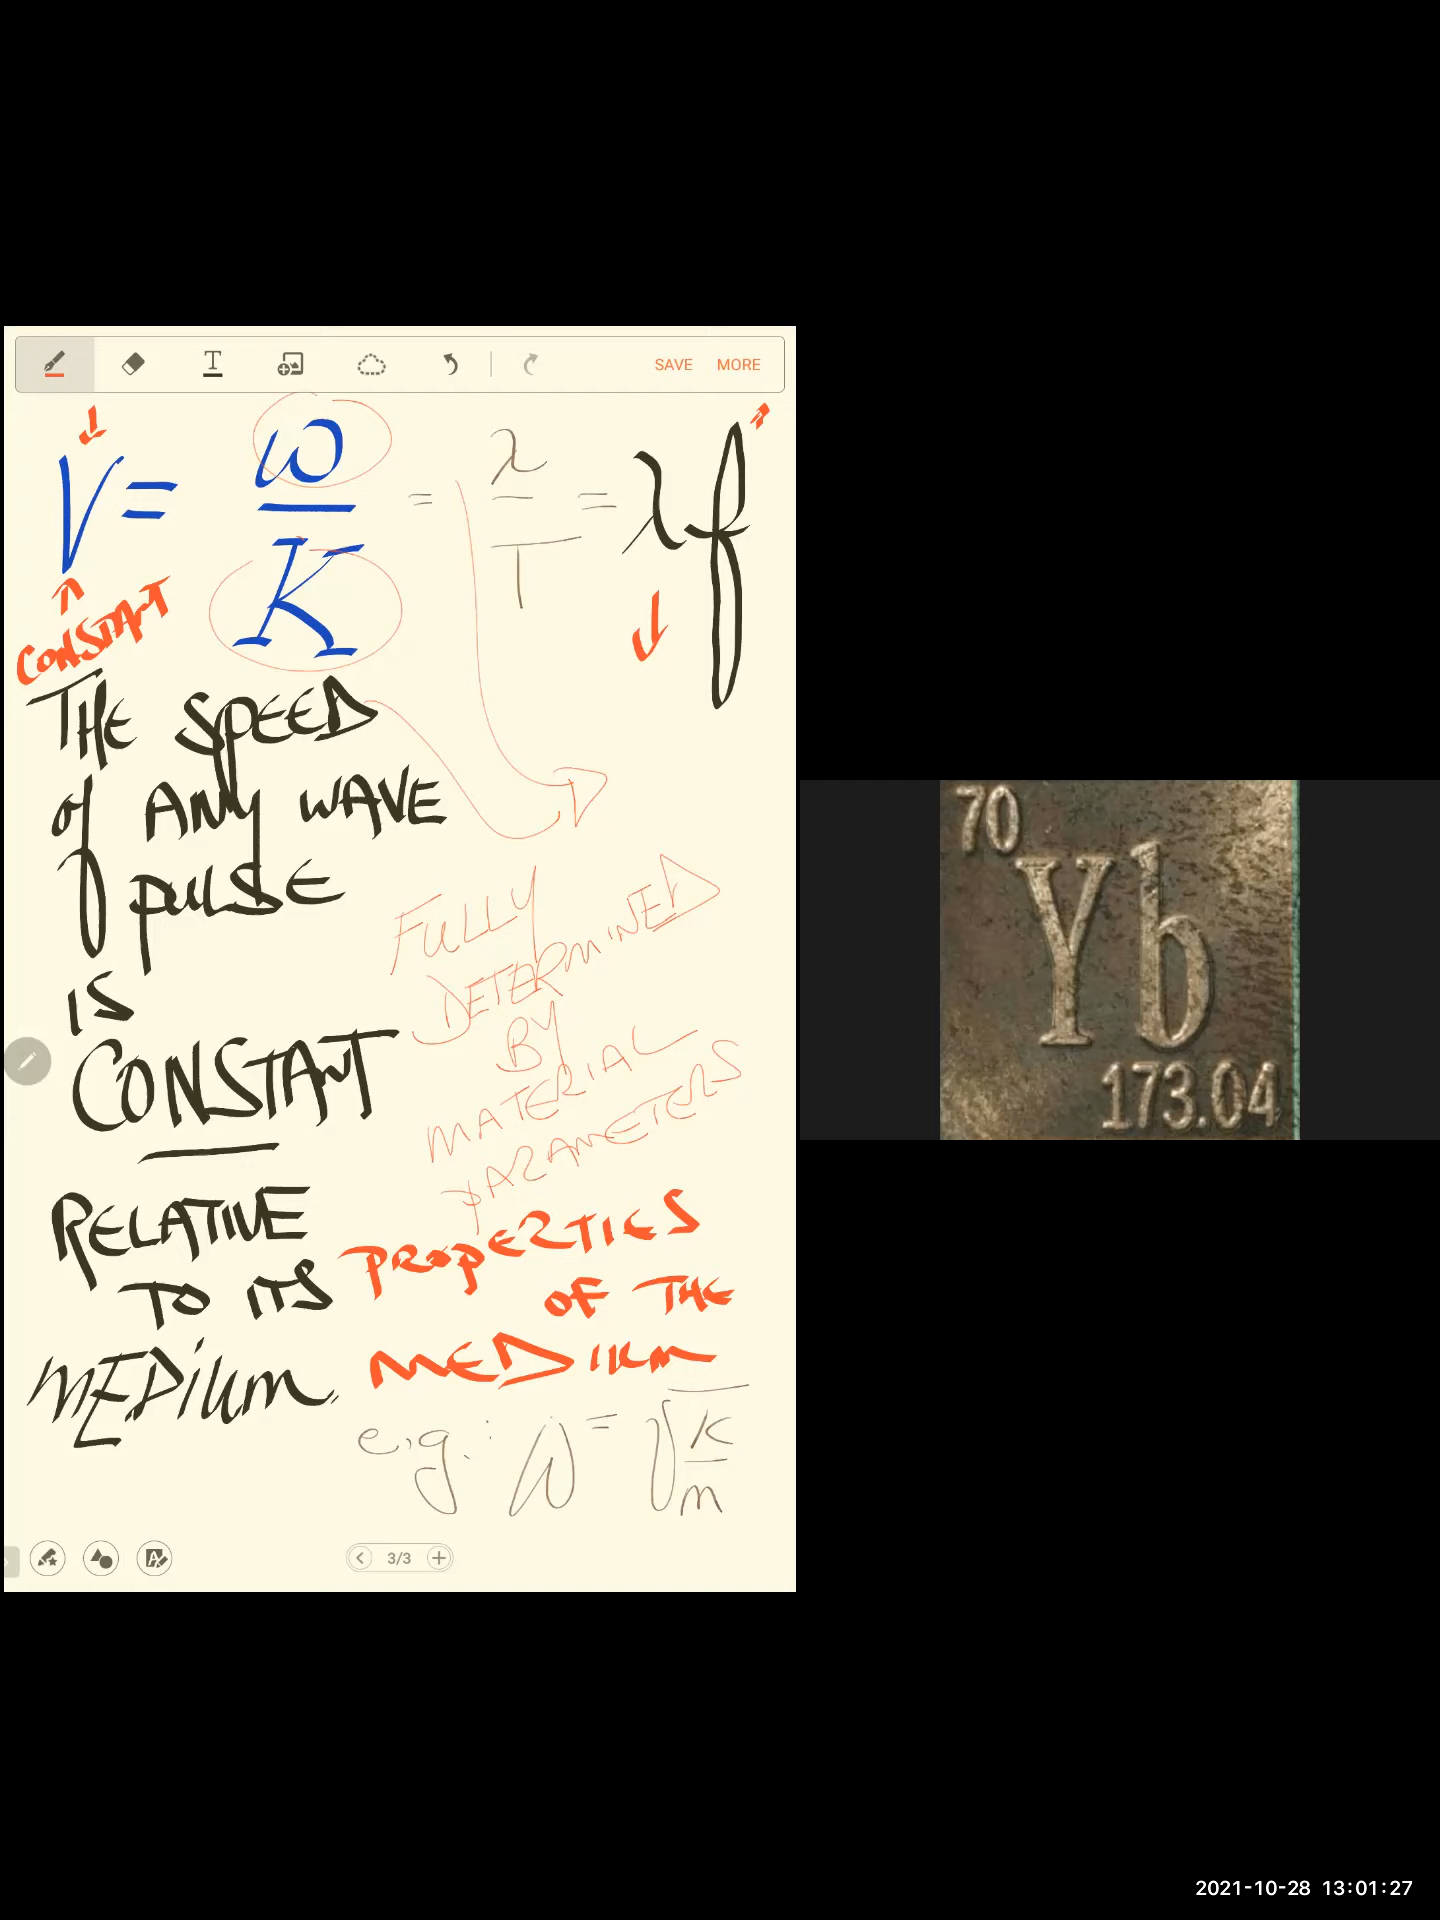 T SAVE MORE
V = ω/K = λ/T = λf
CONSTANT
THE SPEED
of ANY WAVE
pulse
IS
CONSTANT
RELATIVE
TO ITS
MEDium.
FULLY
DETERMINED
BY
MATERIAL
PARAMETERS
PROPERTIES
OF THE
MEDIUM
e.g.: ω = √K/m
3/3
70
Yb
173.04
2021-10-28 13:01:27